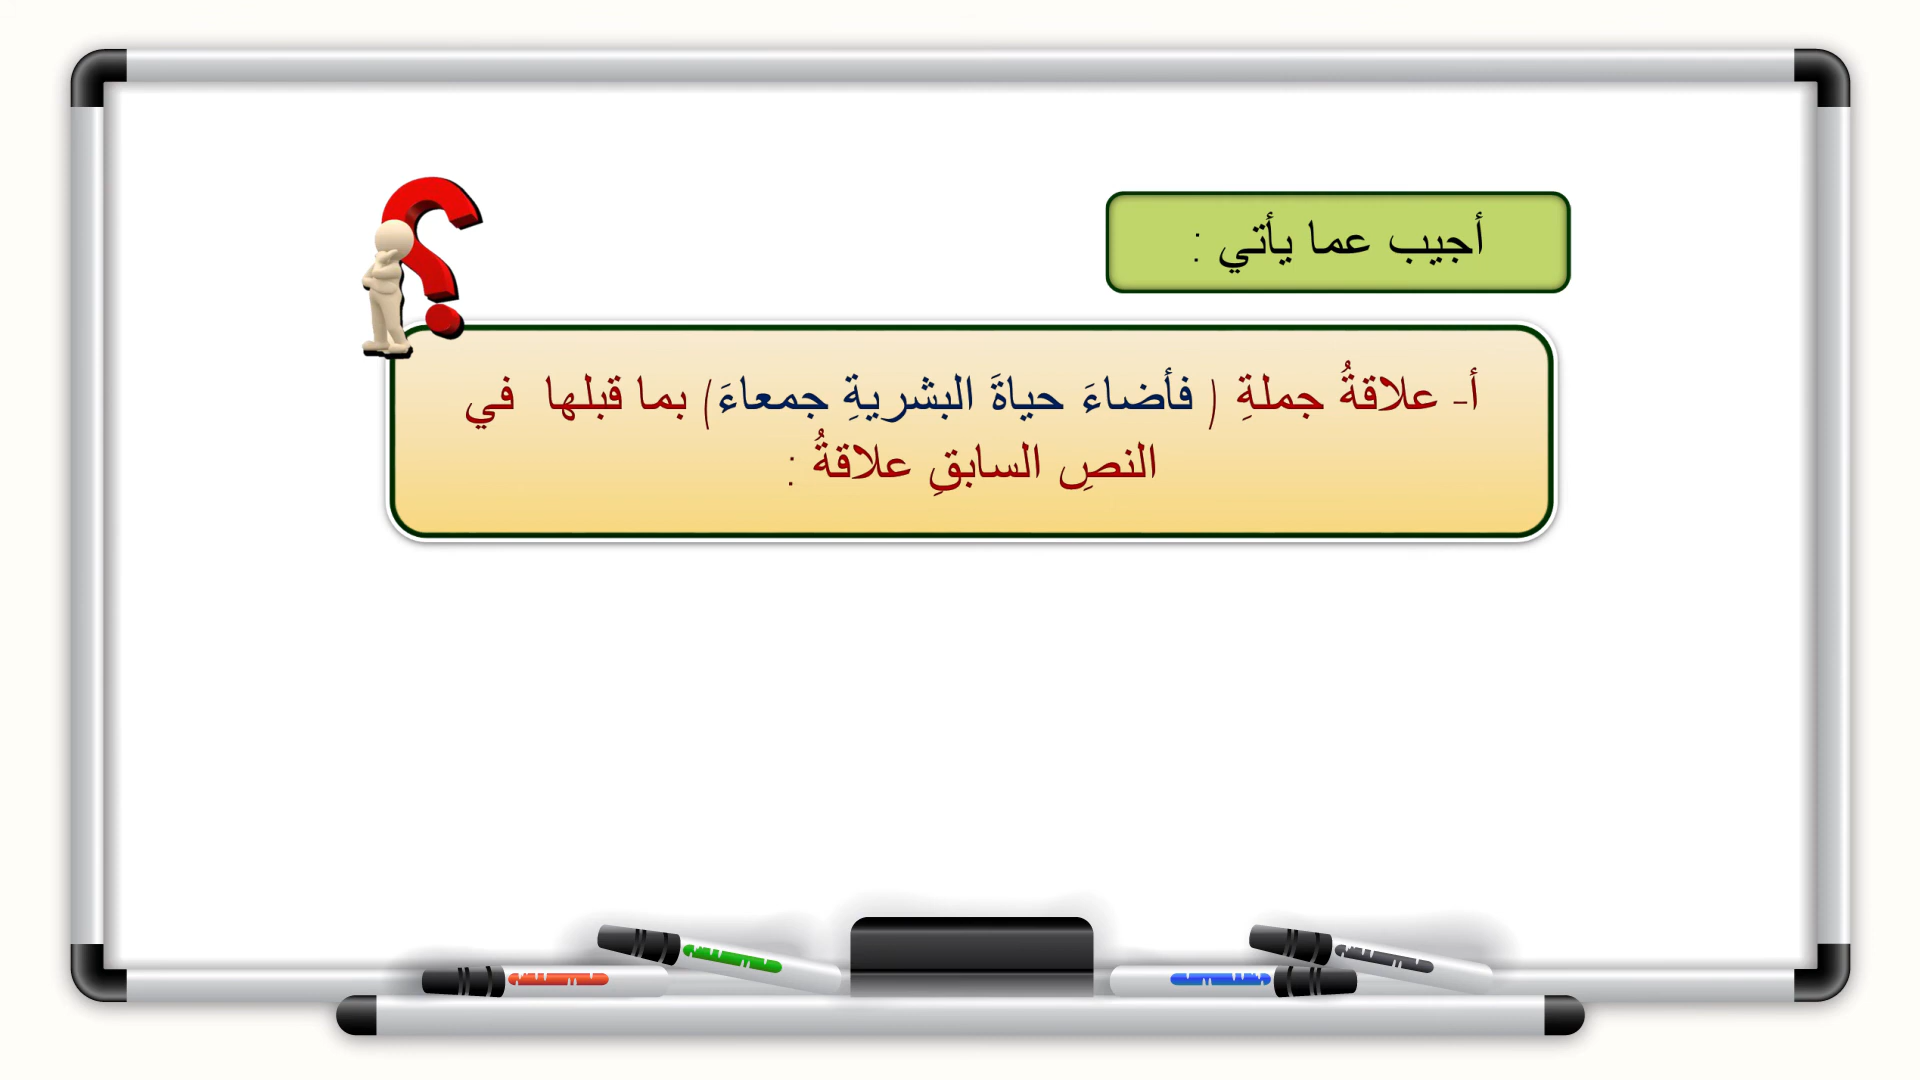 أجيب عما يأتي :
أ- علاقةُ جملةِ ( فأضاءَ حياةَ البشريةِ جمعاءَ) بما قبلها في
النصِ السابقِ علاقةُ :